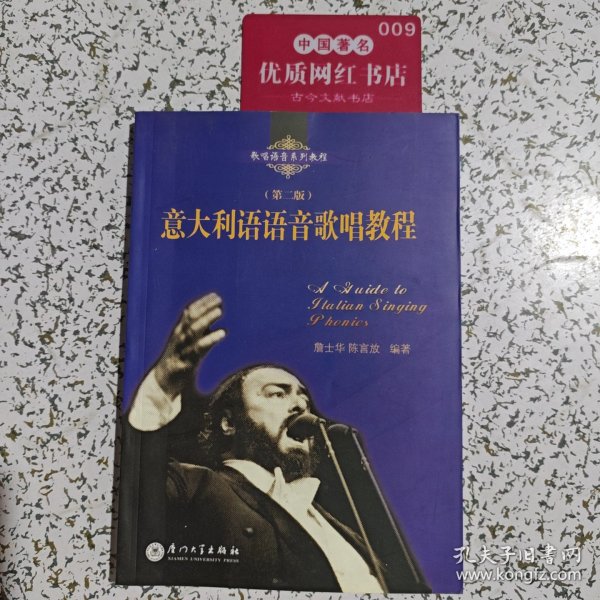 009
中国著名
优质网红书店
古今文献书店
歌唱语音系列教程
(第二版)
意大利语语音歌唱教程
A Guide to
Italian Singing
Phonics
詹士华 陈言放 编著
厦门大学出版社
XIAMEN UNIVERSITY PRESS
孔夫子旧书网
www.kongfz.com